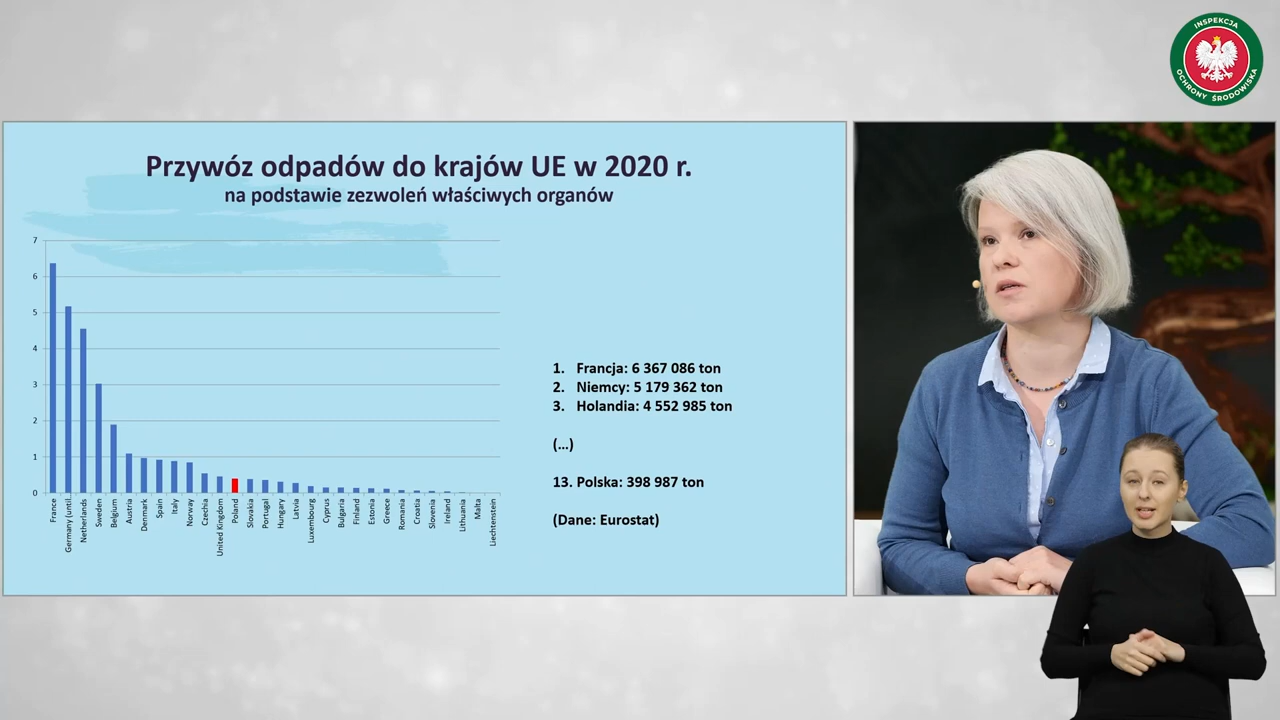 INSPEKCJA
OCHRONY ŚRODOWISKA
Przywóz odpadów do krajów UE w 2020 r.
na podstawie zezwoleń właściwych organów
7
6
5
4
3
2
1
0
France
Germany (until
Netherlands
Sweden
Belgium
Austria
Denmark
Spain
Italy
Norway
Czechia
United Kingdom
Poland
Slovakia
Portugal
Hungary
Latvia
Luxembourg
Cyprus
Bulgaria
Finland
Estonia
Greece
Romania
Croatia
Slovenia
Ireland
Lithuania
Malta
Liechtenstein
1. Francja: 6 367 086 ton
2. Niemcy: 5 179 362 ton
3. Holandia: 4 552 985 ton
(...)
13. Polska: 398 987 ton
(Dane: Eurostat)